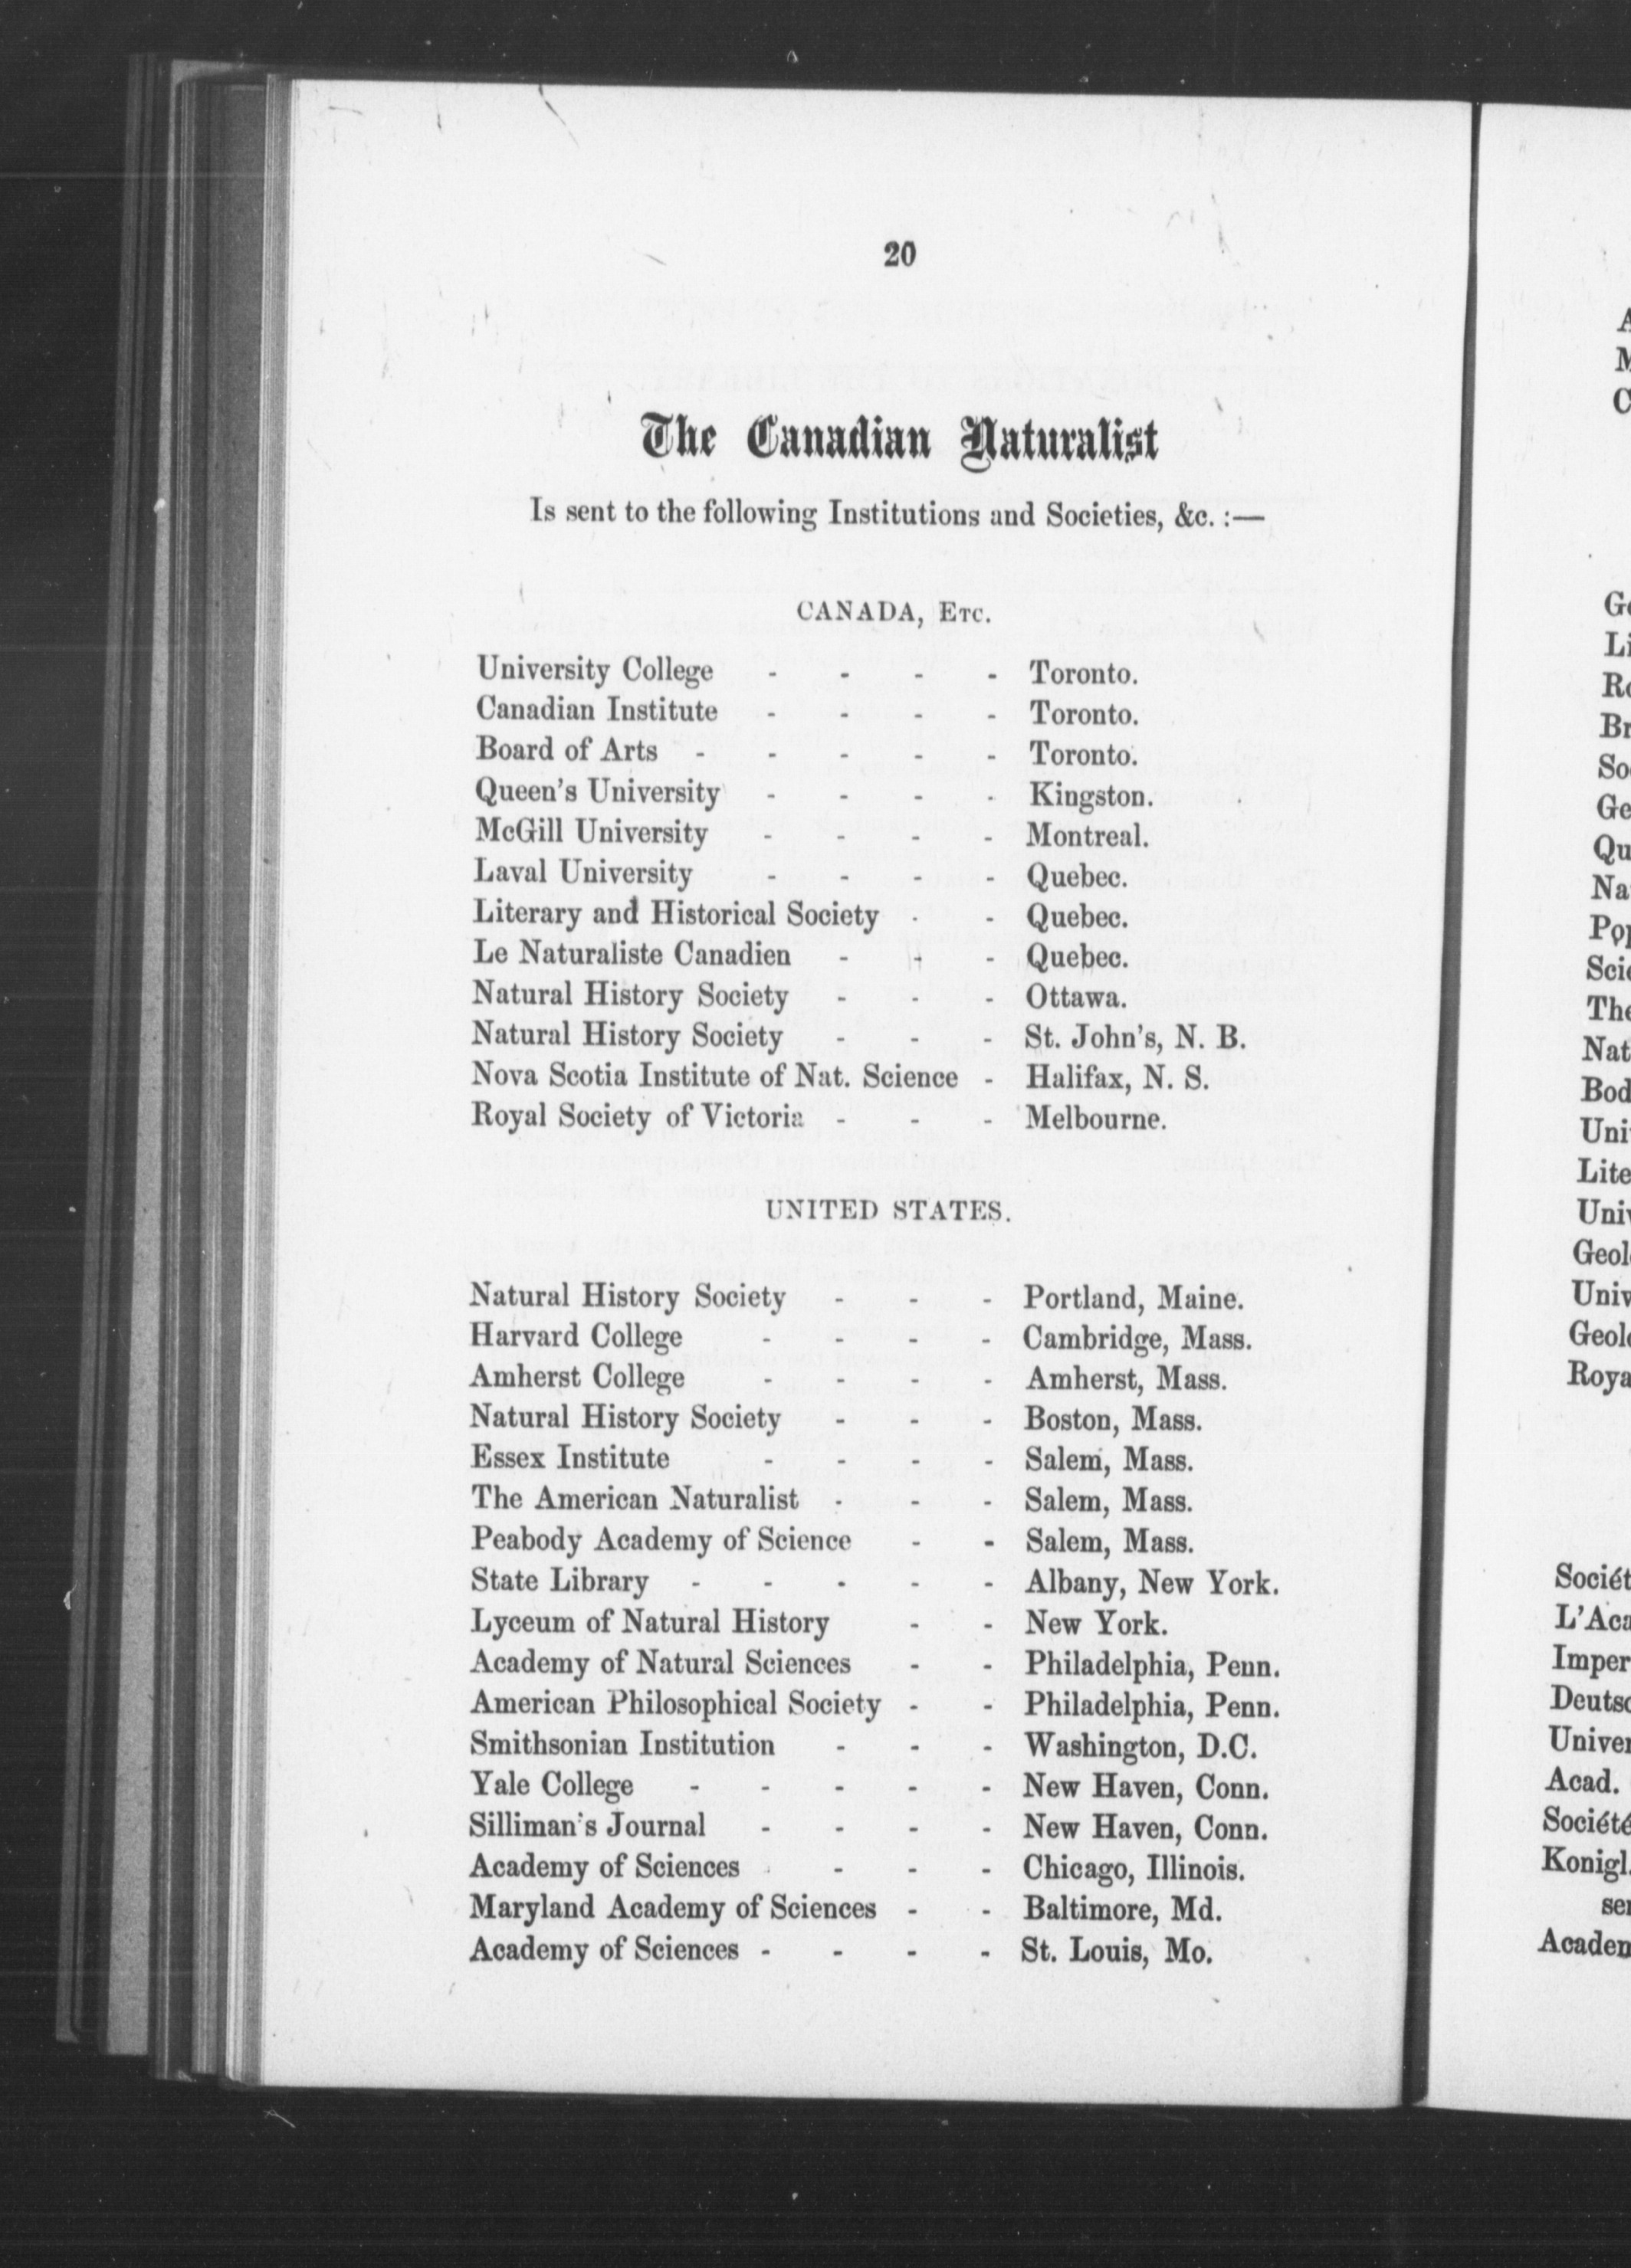 20
The Canadian Naturalist
Is sent to the following Institutions and Societies, &c. :—
CANADA, ETC.
University College - - - - Toronto.
Canadian Institute - - - - Toronto.
Board of Arts - - - - - Toronto.
Queen's University - - - - Kingston.
McGill University - - - - Montreal.
Laval University - - - - Quebec.
Literary and Historical Society - - Quebec.
Le Naturaliste Canadien - - - Quebec.
Natural History Society - - - Ottawa.
Natural History Society - - - St. John's, N. B.
Nova Scotia Institute of Nat. Science - Halifax, N. S.
Royal Society of Victoria - - - Melbourne.
UNITED STATES.
Natural History Society - - - Portland, Maine.
Harvard College - - - - Cambridge, Mass.
Amherst College - - - - Amherst, Mass.
Natural History Society - - - Boston, Mass.
Essex Institute - - - - Salem, Mass.
The American Naturalist - - - Salem, Mass.
Peabody Academy of Science - - Salem, Mass.
State Library - - - - - Albany, New York.
Lyceum of Natural History - - New York.
Academy of Natural Sciences - - Philadelphia, Penn.
American Philosophical Society - - Philadelphia, Penn.
Smithsonian Institution - - - Washington, D.C.
Yale College - - - - - New Haven, Conn.
Silliman's Journal - - - - New Haven, Conn.
Academy of Sciences - - - Chicago, Illinois.
Maryland Academy of Sciences - - Baltimore, Md.
Academy of Sciences - - - - St. Louis, Mo.